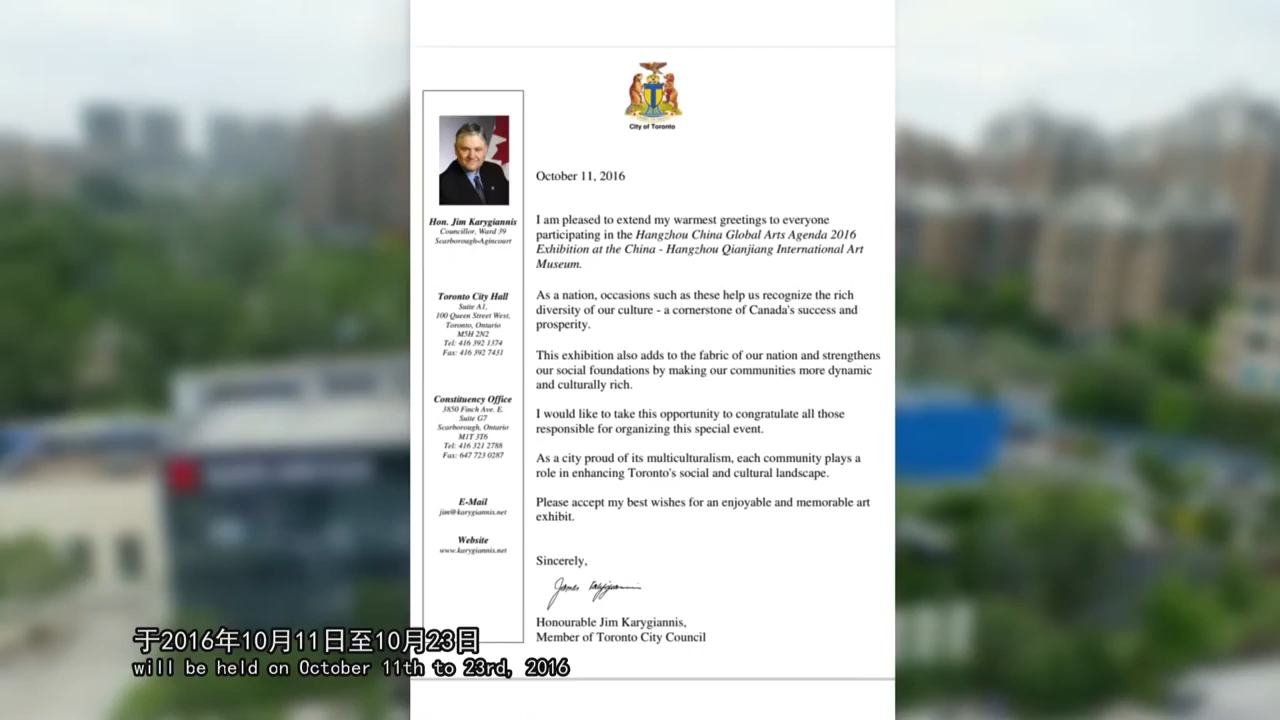 City of Toronto
Hon. Jim Karygiannis
Councillor, Ward 39
Scarborough-Agincourt
Toronto City Hall
Suite A1,
100 Queen Street West,
Toronto, Ontario
M5H 2N2
Tel: 416 392 1374
Fax: 416 392 7431
Constituency Office
3850 Finch Ave. E.
Suite G7
Scarborough, Ontario
M1T 3T6
Tel: 416 321 2788
Fax: 647 723 0287
E-Mail
jim@karygiannis.net
Website
www.karygiannis.net
October 11, 2016
I am pleased to extend my warmest greetings to everyone
participating in the Hangzhou China Global Arts Agenda 2016
Exhibition at the China - Hangzhou Qianjiang International Art
Museum.
As a nation, occasions such as these help us recognize the rich
diversity of our culture - a cornerstone of Canada's success and
prosperity.
This exhibition also adds to the fabric of our nation and strengthens
our social foundations by making our communities more dynamic
and culturally rich.
I would like to take this opportunity to congratulate all those
responsible for organizing this special event.
As a city proud of its multiculturalism, each community plays a
role in enhancing Toronto's social and cultural landscape.
Please accept my best wishes for an enjoyable and memorable art
exhibit.
Sincerely,
James Karygiannis
Honourable Jim Karygiannis,
Member of Toronto City Council
于2016年10月11日至10月23日
will be held on October 11th to 23rd, 2016